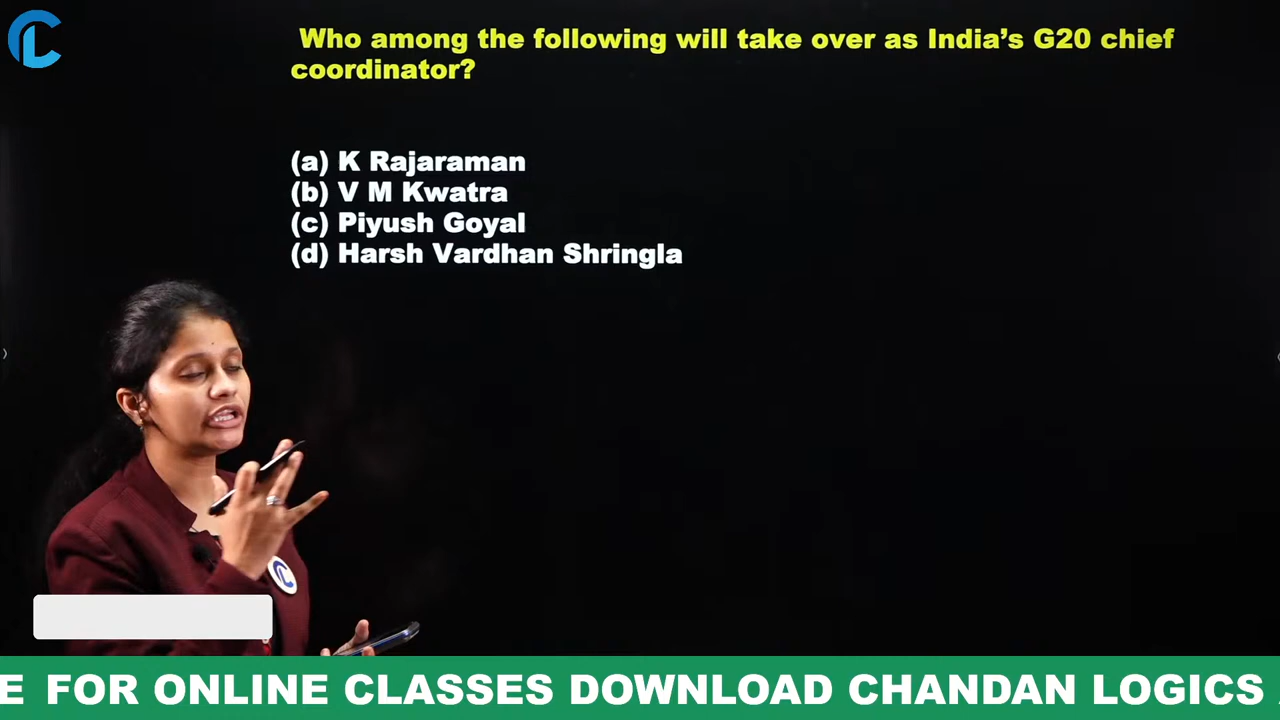 Who among the following will take over as India’s G20 chief
coordinator?
(a) K Rajaraman
(b) V M Kwatra
(c) Piyush Goyal
(d) Harsh Vardhan Shringla
E FOR ONLINE CLASSES DOWNLOAD CHANDAN LOGICS